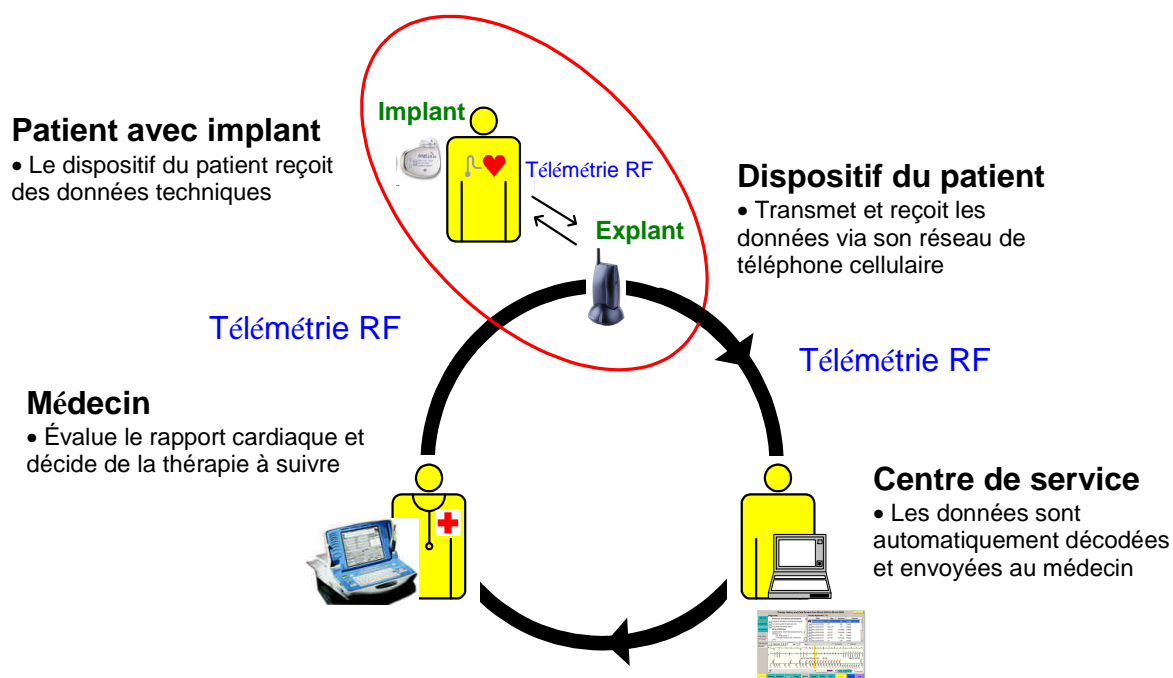 Implant
Patient avec implant
• Le dispositif du patient reçoit
des données techniques
Télémétrie RF
Explant
Dispositif du patient
• Transmet et reçoit les
données via son réseau de
téléphone cellulaire
Télémétrie RF
Télémétrie RF
Médecin
• Évalue le rapport cardiaque et
décide de la thérapie à suivre
Centre de service
• Les données sont
automatiquement décodées
et envoyées au médecin